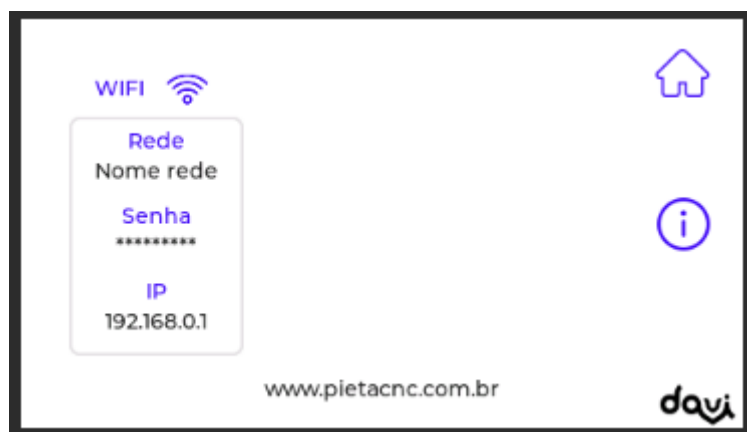 WIFI
Rede
Nome rede
Senha
*********
IP
192.168.0.1
www.pietacnc.com.br
davi